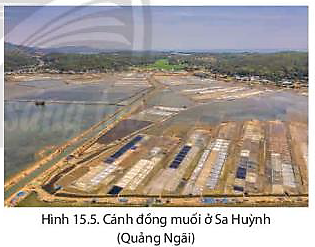 Hình 15.5. Cánh đồng muối ở Sa Huỳnh
(Quảng Ngãi)